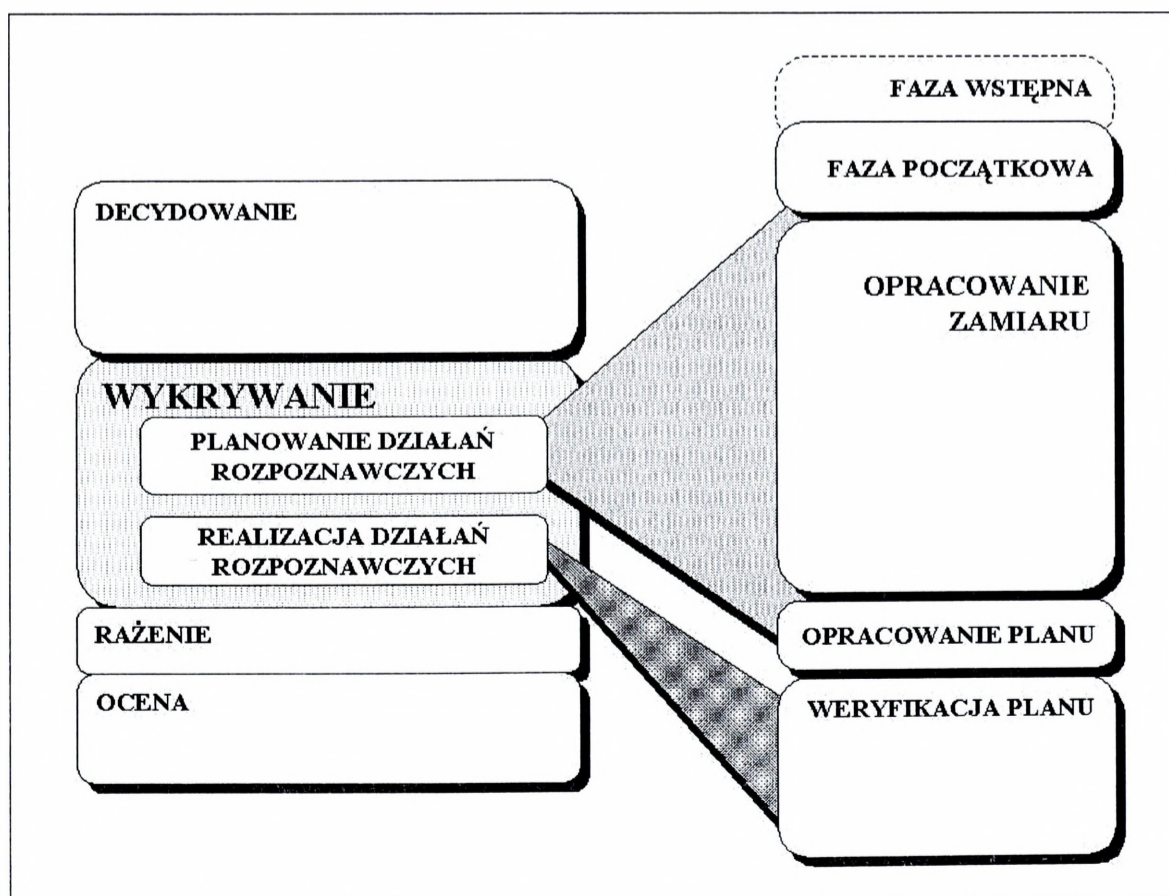 DECYDOWANIE
WYKRYWANIE
PLANOWANIE DZIAŁAŃ
ROZPOZNAWCZYCH
REALIZACJA DZIAŁAŃ
ROZPOZNAWCZYCH
RAŻENIE
OCENA
FAZA WSTĘPNA
FAZA POCZĄTKOWA
OPRACOWANIE
ZAMIARU
OPRACOWANIE PLANU
WERYFIKACJA PLANU